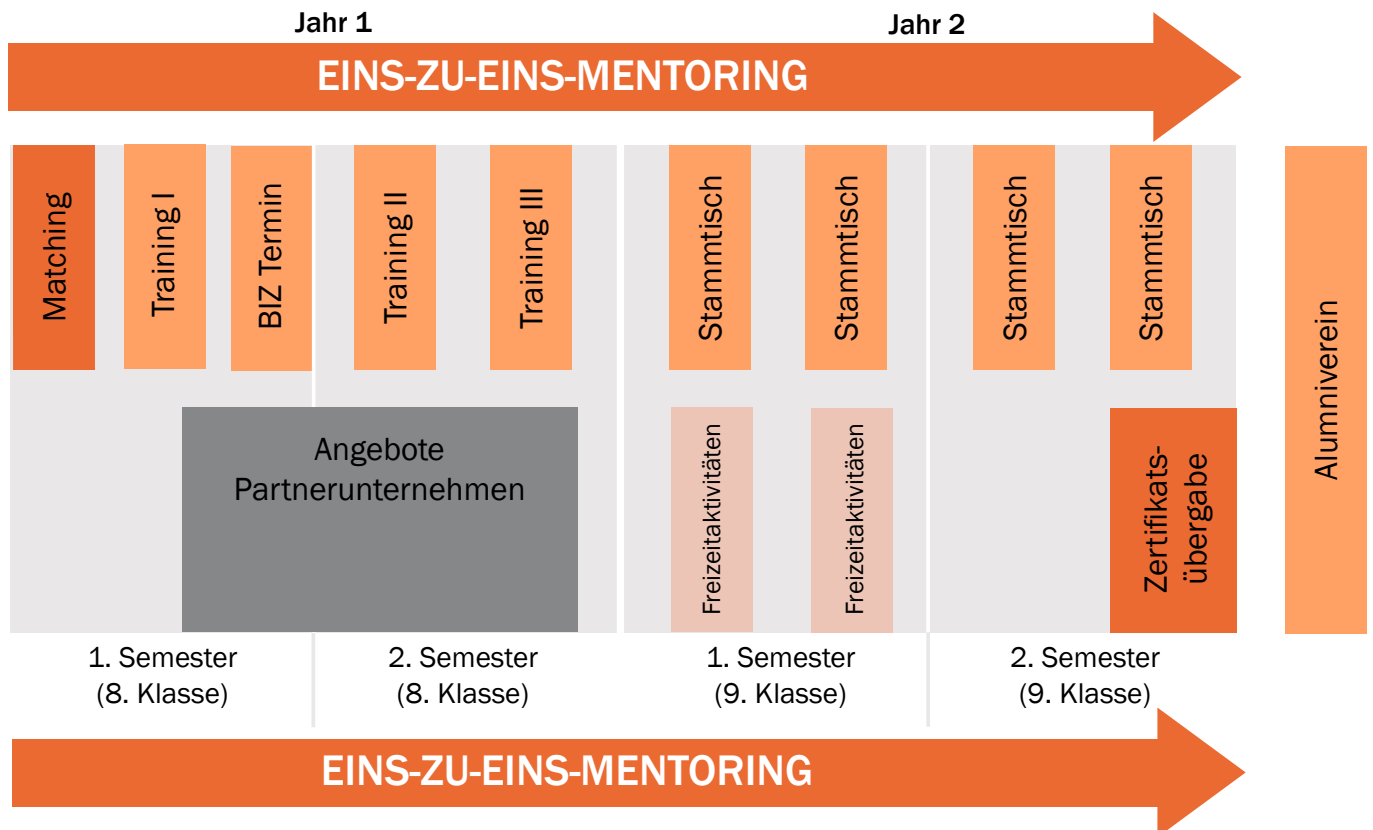 Jahr 1
Jahr 2
EINS-ZU-EINS-MENTORING
Matching
Training I
BIZ Termin
Training II
Training III
Stammtisch
Stammtisch
Stammtisch
Stammtisch
Alumniverein
Angebote
Partnerunternehmen
Freizeitaktivitäten
Freizeitaktivitäten
Zertifikats-
übergabe
1. Semester
(8. Klasse)
2. Semester
(8. Klasse)
1. Semester
(9. Klasse)
2. Semester
(9. Klasse)
EINS-ZU-EINS-MENTORING